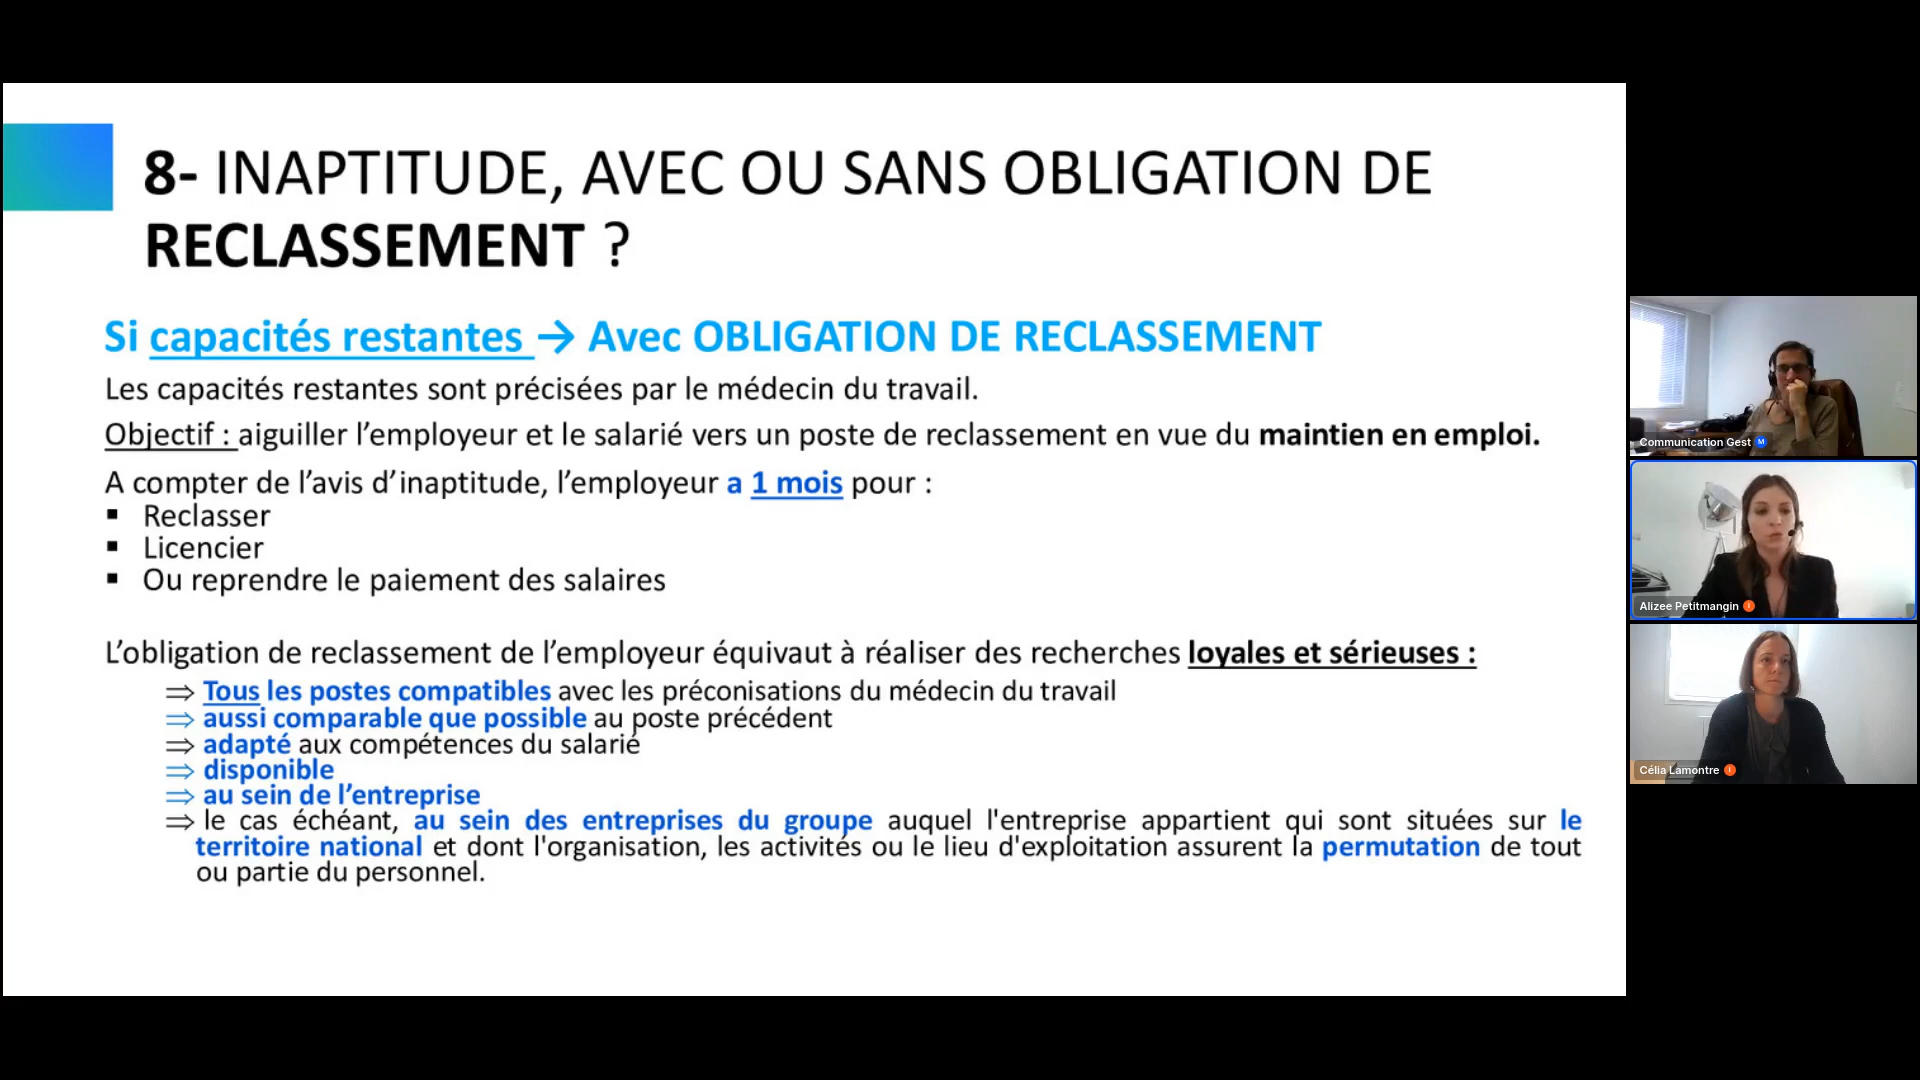 8- INAPTITUDE, AVEC OU SANS OBLIGATION DE
RECLASSEMENT ?
Si capacités restantes → Avec OBLIGATION DE RECLASSEMENT
Les capacités restantes sont précisées par le médecin du travail.
Objectif : aiguiller l’employeur et le salarié vers un poste de reclassement en vue du maintien en emploi.
A compter de l’avis d’inaptitude, l’employeur a 1 mois pour :
▪ Reclasser
▪ Licencier
▪ Ou reprendre le paiement des salaires
L’obligation de reclassement de l’employeur équivaut à réaliser des recherches loyales et sérieuses :
⇒ Tous les postes compatibles avec les préconisations du médecin du travail
⇒ aussi comparable que possible au poste précédent
⇒ adapté aux compétences du salarié
⇒ disponible
⇒ au sein de l’entreprise
⇒ le cas échéant, au sein des entreprises du groupe auquel l'entreprise appartient qui sont situées sur le
territoire national et dont l'organisation, les activités ou le lieu d'exploitation assurent la permutation de tout
ou partie du personnel.
Communication Gest M
Alizee Petitmangin I
Célia Lamontre I